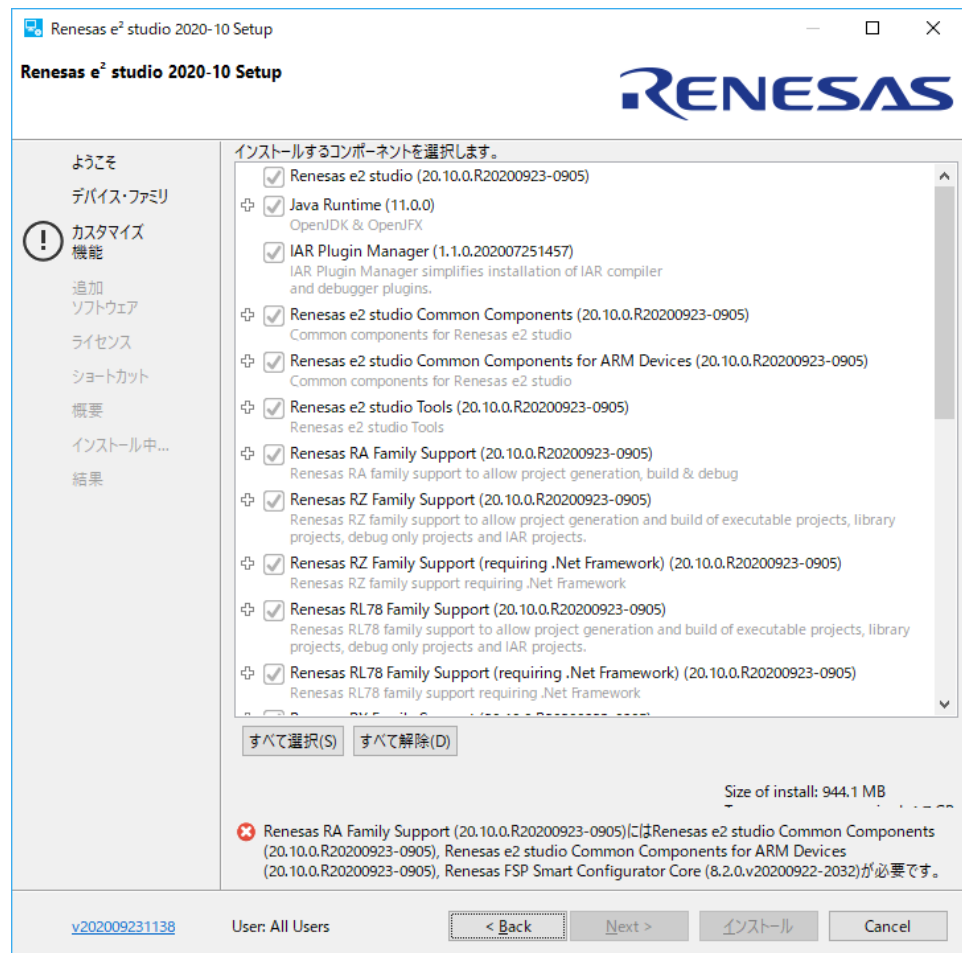 Renesas e² studio 2020-10 Setup
Renesas e² studio 2020-10 Setup
RENESAS
ようこそ
デバイス・ファミリ
カスタマイズ
機能
追加
ソフトウェア
ライセンス
ショートカット
概要
インストール中...
結果
インストールするコンポーネントを選択します。
Renesas e2 studio (20.10.0.R20200923-0905)
Java Runtime (11.0.0)
OpenJDK & OpenJFX
IAR Plugin Manager (1.1.0.202007251457)
IAR Plugin Manager simplifies installation of IAR compiler
and debugger plugins.
Renesas e2 studio Common Components (20.10.0.R20200923-0905)
Common components for Renesas e2 studio
Renesas e2 studio Common Components for ARM Devices (20.10.0.R20200923-0905)
Common components for Renesas e2 studio
Renesas e2 studio Tools (20.10.0.R20200923-0905)
Renesas e2 studio Tools
Renesas RA Family Support (20.10.0.R20200923-0905)
Renesas RA family support to allow project generation, build & debug
Renesas RZ Family Support (20.10.0.R20200923-0905)
Renesas RZ family support to allow project generation and build of executable projects, library
projects, debug only projects and IAR projects.
Renesas RZ Family Support (requiring .Net Framework) (20.10.0.R20200923-0905)
Renesas RZ family support requiring .Net Framework
Renesas RL78 Family Support (20.10.0.R20200923-0905)
Renesas RL78 family support to allow project generation and build of executable projects, library
projects, debug only projects and IAR projects.
Renesas RL78 Family Support (requiring .Net Framework) (20.10.0.R20200923-0905)
Renesas RL78 family support requiring .Net Framework
すべて選択(S) すべて解除(D)
Size of install: 944.1 MB
Renesas RA Family Support (20.10.0.R20200923-0905)にはRenesas e2 studio Common Components
(20.10.0.R20200923-0905), Renesas e2 studio Common Components for ARM Devices
(20.10.0.R20200923-0905), Renesas FSP Smart Configurator Core (8.2.0.v20200922-2032)が必要です。
v202009231138 User: All Users < Back Next > インストール Cancel